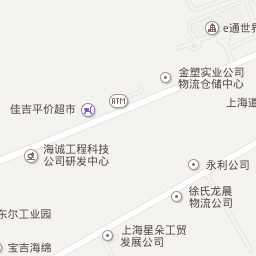 e通世界
金塑实业公司
物流仓储中心
上海道
ATM
佳吉平价超市
海诚工程科技
公司研发中心
永利公司
徐氏龙晨
物流公司
东尔工业园
上海星朵工贸
发展公司
宝吉海绵